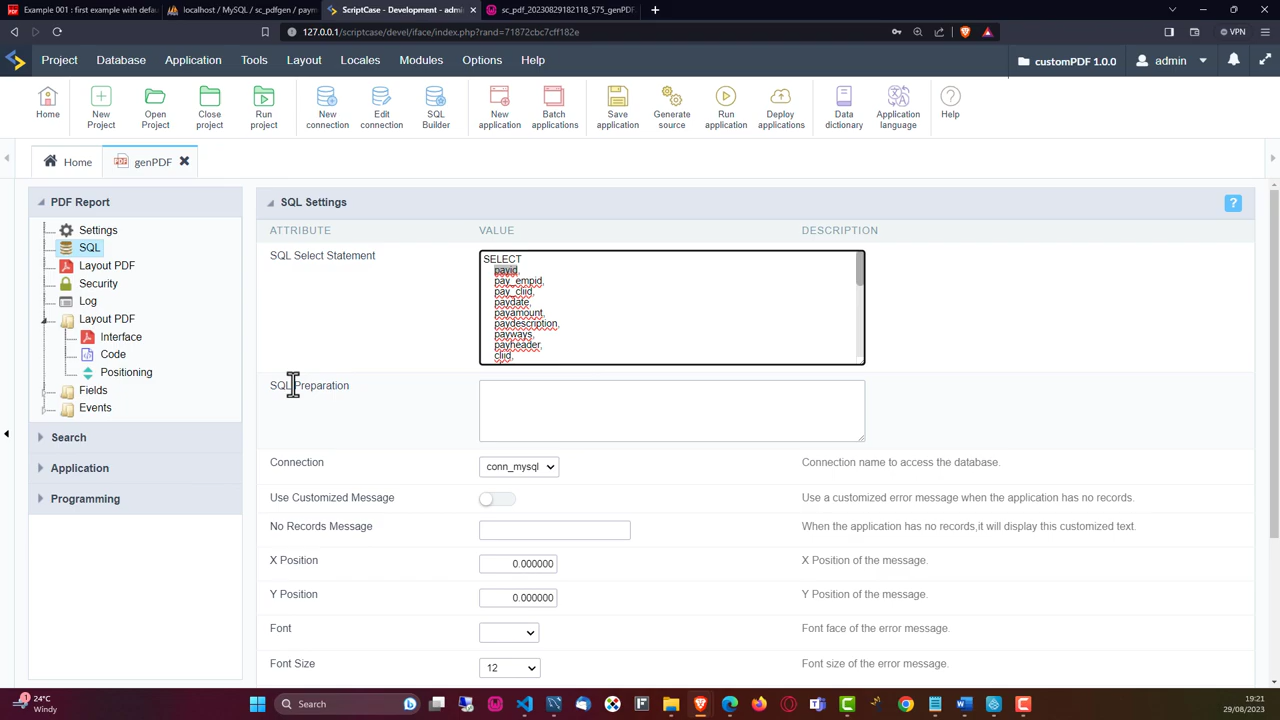 Example 001 : first example with defau
localhost / MySQL / sc_pdfgen / paym
ScriptCase - Development - admin
sc_pdf_20230829182118_575_genPDF
127.0.0.1/scriptcase/devel/iface/index.php?rand=71872cbc7cff182e
VPN
Project
Database
Application
Tools
Layout
Locales
Modules
Options
Help
customPDF 1.0.0
admin
Home
New Project
Open Project
Close project
Run project
New connection
Edit connection
SQL Builder
New application
Batch applications
Save application
Generate source
Run application
Deploy applications
Data dictionary
Application language
Help
Home
genPDF
PDF Report
Settings
SQL
Layout PDF
Security
Log
Layout PDF
Interface
Code
Positioning
Fields
Events
Search
Application
Programming
SQL Settings
?
ATTRIBUTE VALUE DESCRIPTION
SQL Select Statement
SELECT
payid,
pay_empid,
pay_cliid,
paydate,
payamount,
paydescription,
payways,
payheader,
cliid,
SQL Preparation
Connection conn_mysql Connection name to access the database.
Use Customized Message Use a customized error message when the application has no records.
No Records Message When the application has no records,it will display this customized text.
X Position 0.000000 X Position of the message.
Y Position 0.000000 Y Position of the message.
Font Font face of the error message.
Font Size 12 Font size of the error message.
1
24°C
Windy
Search
19:21
29/08/2023